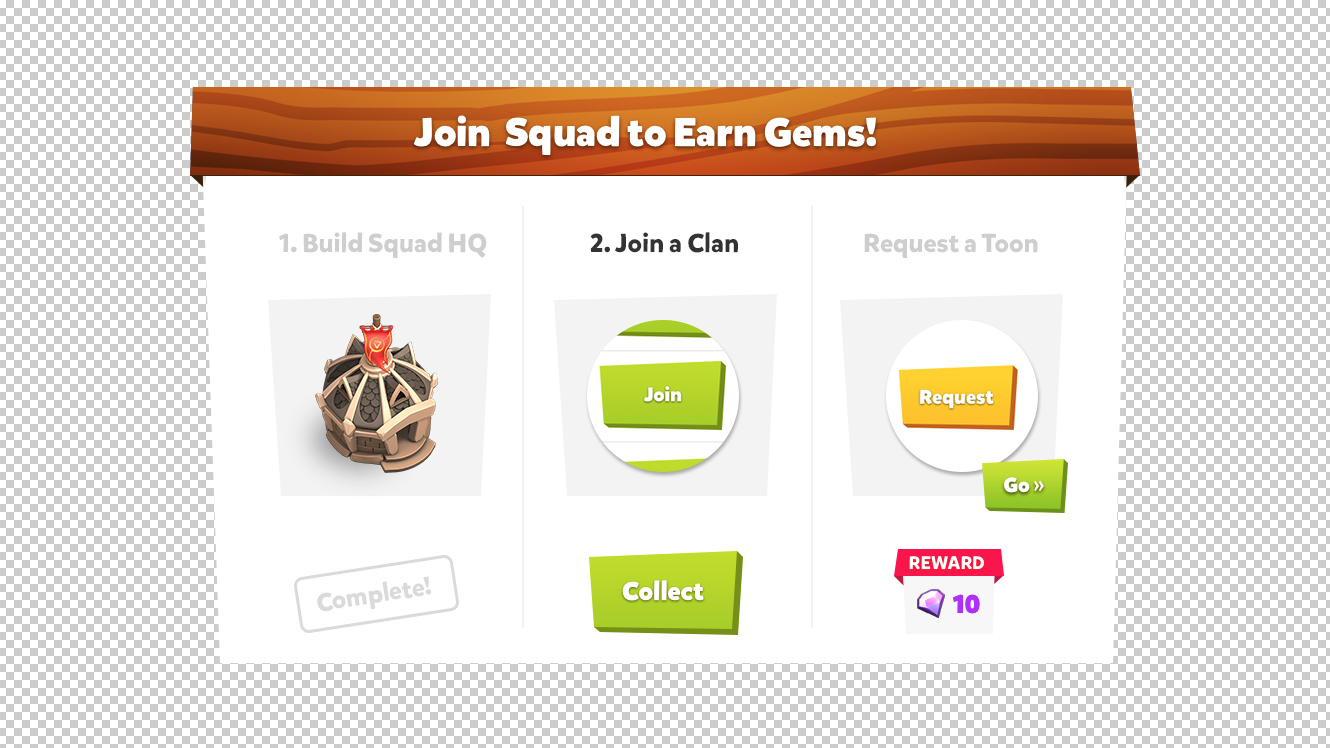 Join Squad to Earn Gems!
1. Build Squad HQ
Complete!
2. Join a Clan
Join
Collect
Request a Toon
Request
Go »
REWARD
10